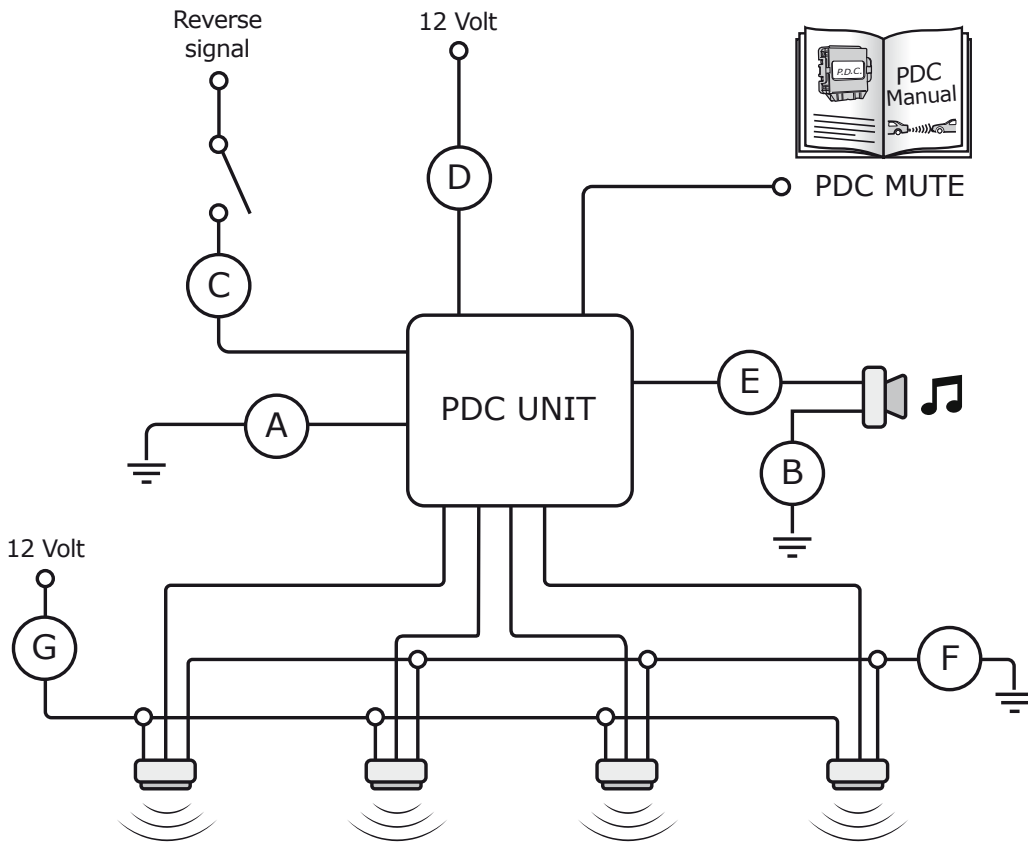 Reverse
signal
12 Volt
P.D.C.
PDC
Manual
D
PDC MUTE
C
PDC UNIT
E
A
B
12 Volt
G
F